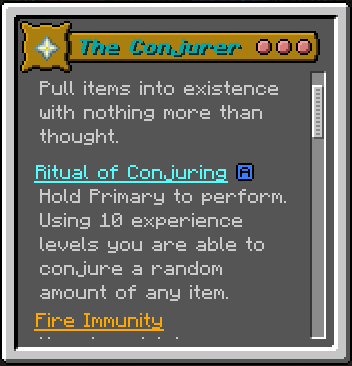 The Conjurer
Pull items into existence
with nothing more than
thought.
Ritual of Conjuring A
Hold Primary to perform.
Using 10 experience
levels you are able to
conjure a random
amount of any item.
Fire Immunity